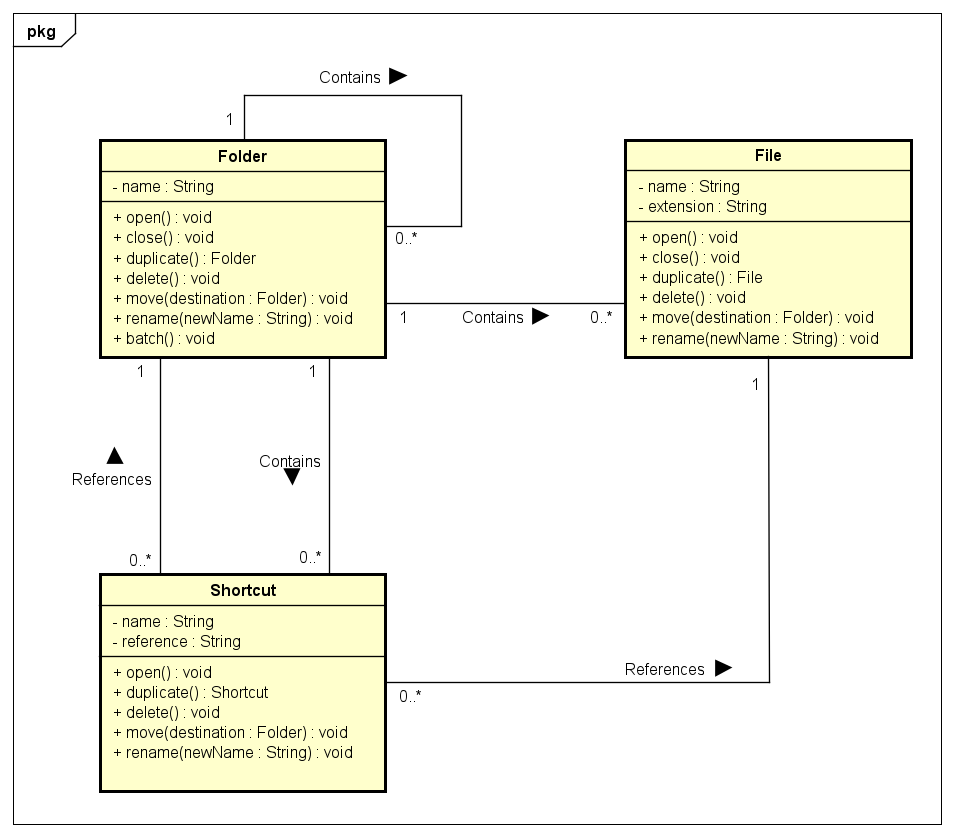 pkg
Contains
1
Folder
- name : String
+ open() : void
+ close() : void
+ duplicate() : Folder
+ delete() : void
+ move(destination : Folder) : void
+ rename(newName : String) : void
+ batch() : void
0..*
1
Contains
0..*
File
- name : String
- extension : String
+ open() : void
+ close() : void
+ duplicate() : File
+ delete() : void
+ move(destination : Folder) : void
+ rename(newName : String) : void
1
1
1
References
Contains
0..*
0..*
Shortcut
- name : String
- reference : String
+ open() : void
+ duplicate() : Shortcut
+ delete() : void
+ move(destination : Folder) : void
+ rename(newName : String) : void
References
0..*